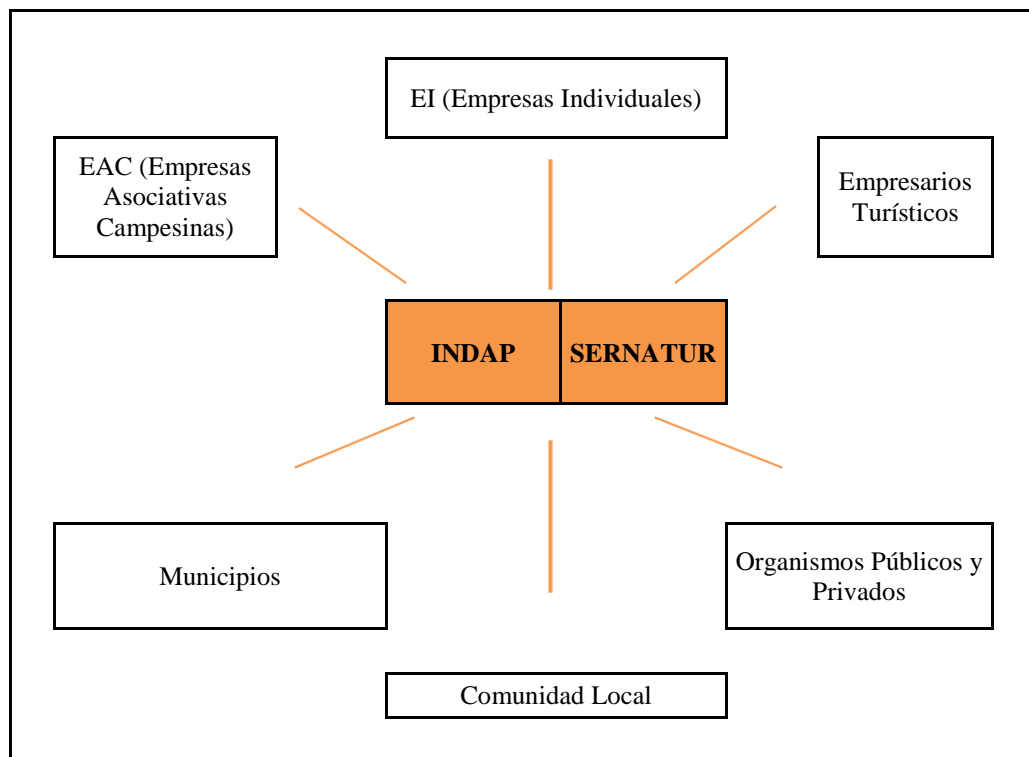 EI (Empresas Individuales)
EAC (Empresas
Asociativas
Campesinas)
Empresarios
Turísticos
INDAP
SERNATUR
Municipios
Organismos Públicos y
Privados
Comunidad Local